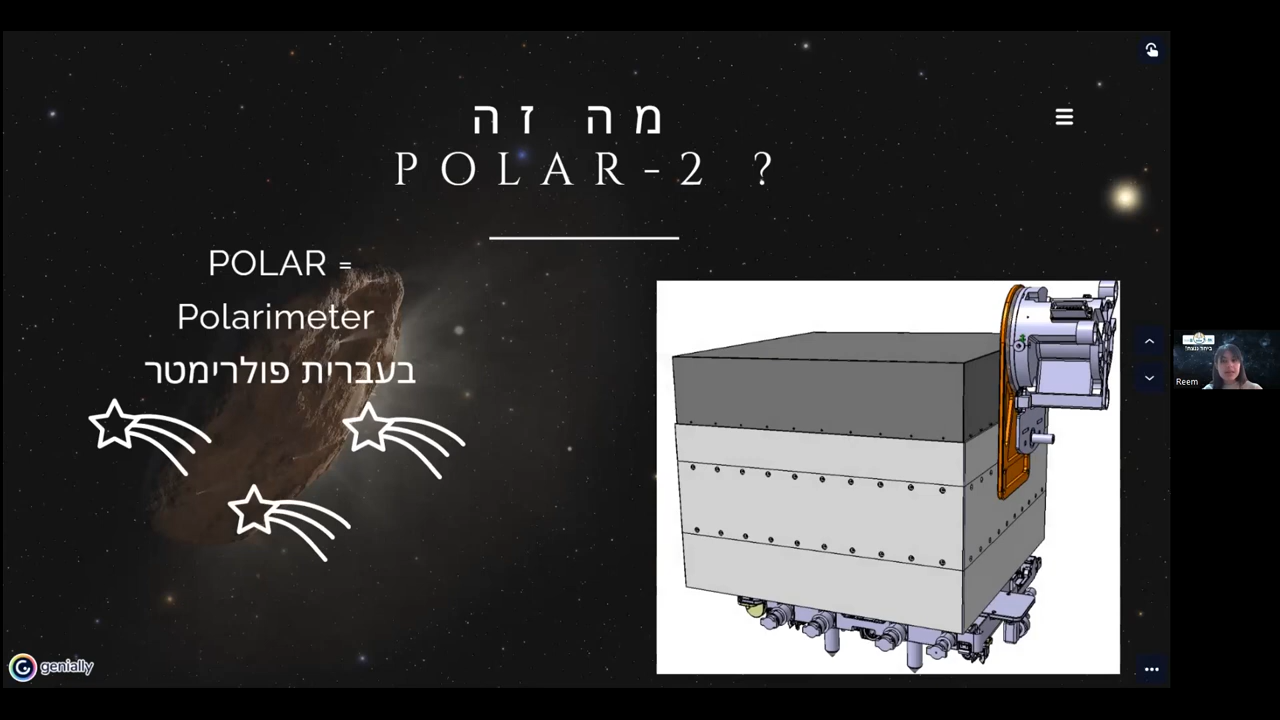 מה זה
POLAR-2 ?
POLAR =
Polarimeter
בעברית פולרימטר
genially
Reem